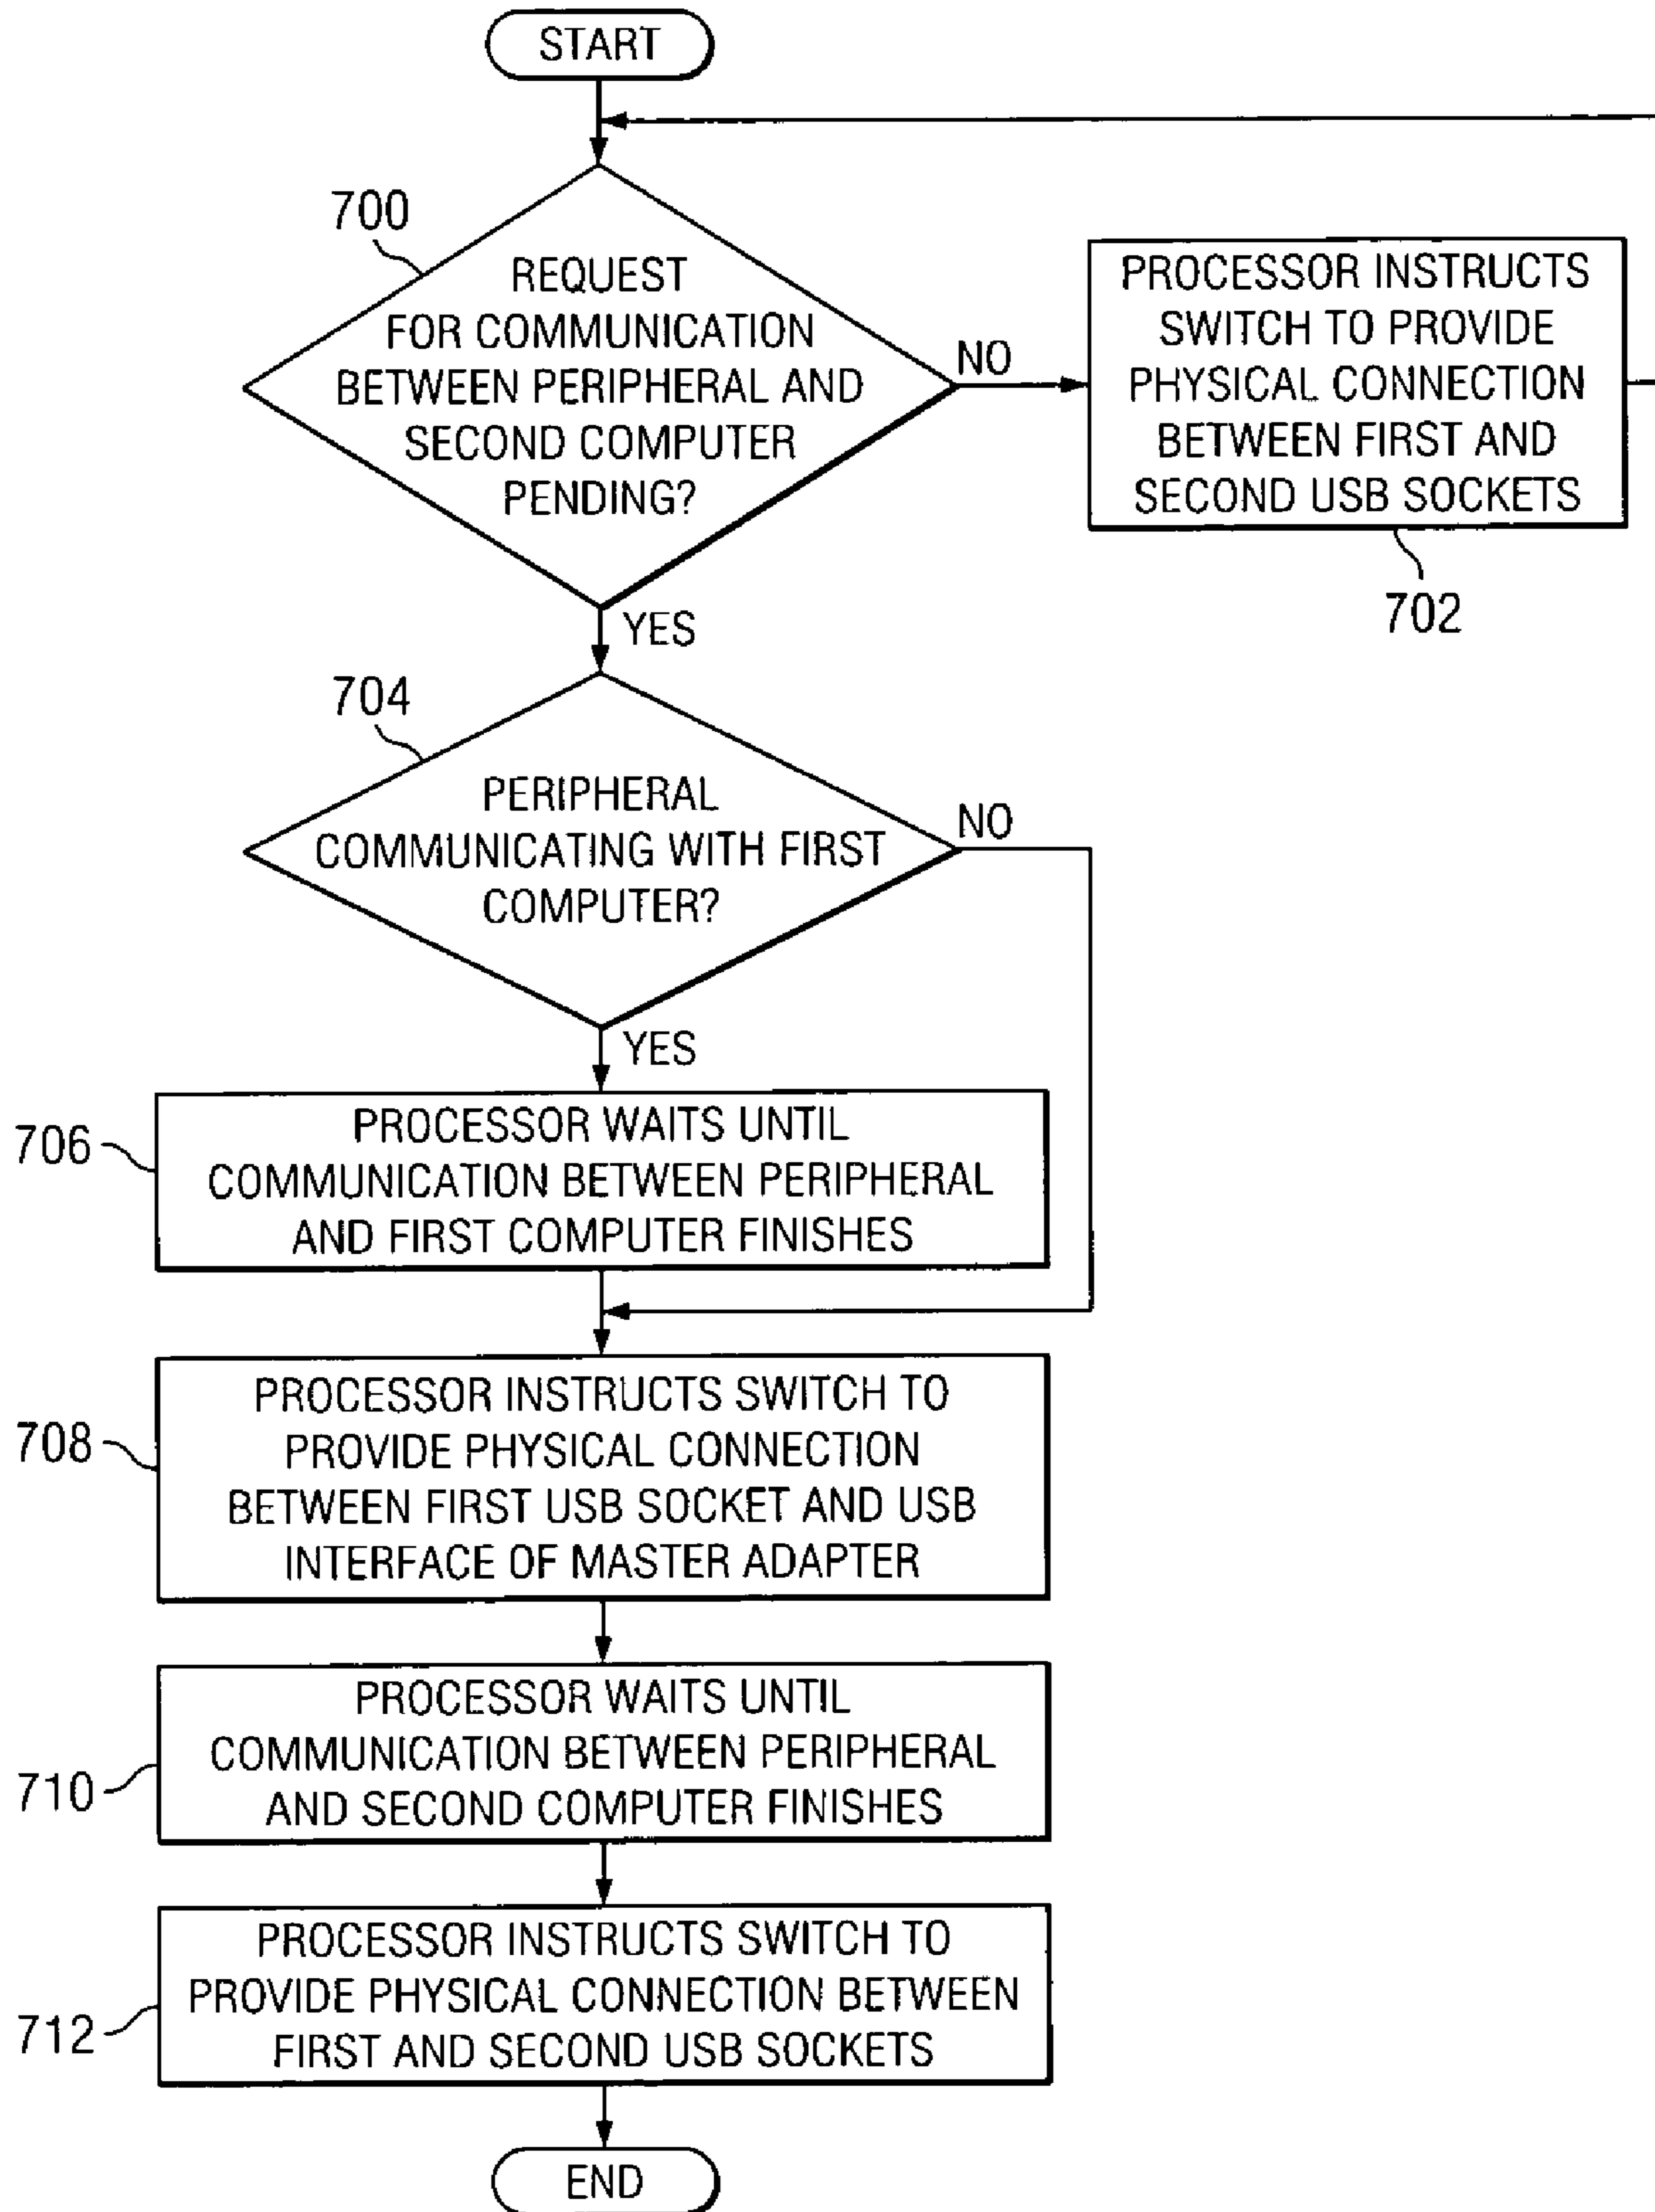 START
700
REQUEST
FOR COMMUNICATION
BETWEEN PERIPHERAL AND
SECOND COMPUTER
PENDING?
NO
PROCESSOR INSTRUCTS
SWITCH TO PROVIDE
PHYSICAL CONNECTION
BETWEEN FIRST AND
SECOND USB SOCKETS
702
YES
704
PERIPHERAL
COMMUNICATING WITH FIRST
COMPUTER?
NO
YES
706
PROCESSOR WAITS UNTIL
COMMUNICATION BETWEEN PERIPHERAL
AND FIRST COMPUTER FINISHES
708
PROCESSOR INSTRUCTS SWITCH TO
PROVIDE PHYSICAL CONNECTION
BETWEEN FIRST USB SOCKET AND USB
INTERFACE OF MASTER ADAPTER
710
PROCESSOR WAITS UNTIL
COMMUNICATION BETWEEN PERIPHERAL
AND SECOND COMPUTER FINISHES
712
PROCESSOR INSTRUCTS SWITCH TO
PROVIDE PHYSICAL CONNECTION BETWEEN
FIRST AND SECOND USB SOCKETS
END